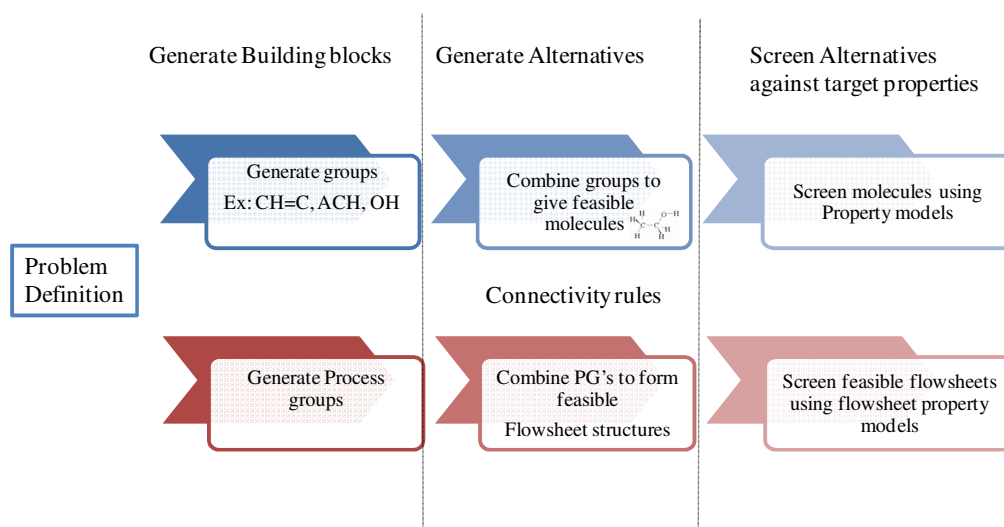 Generate Building blocks
Generate Alternatives
Screen Alternatives
against target properties
Generate groups
Ex: CH=C, ACH, OH
Combine groups to
give feasible
molecules
H
H
C
H
C
O
H
H
H
Screen molecules using
Property models
Problem
Definition
Connectivity rules
Generate Process
groups
Combine PG's to form
feasible
Flowsheet structures
Screen feasible flowsheets
using flowsheet property
models